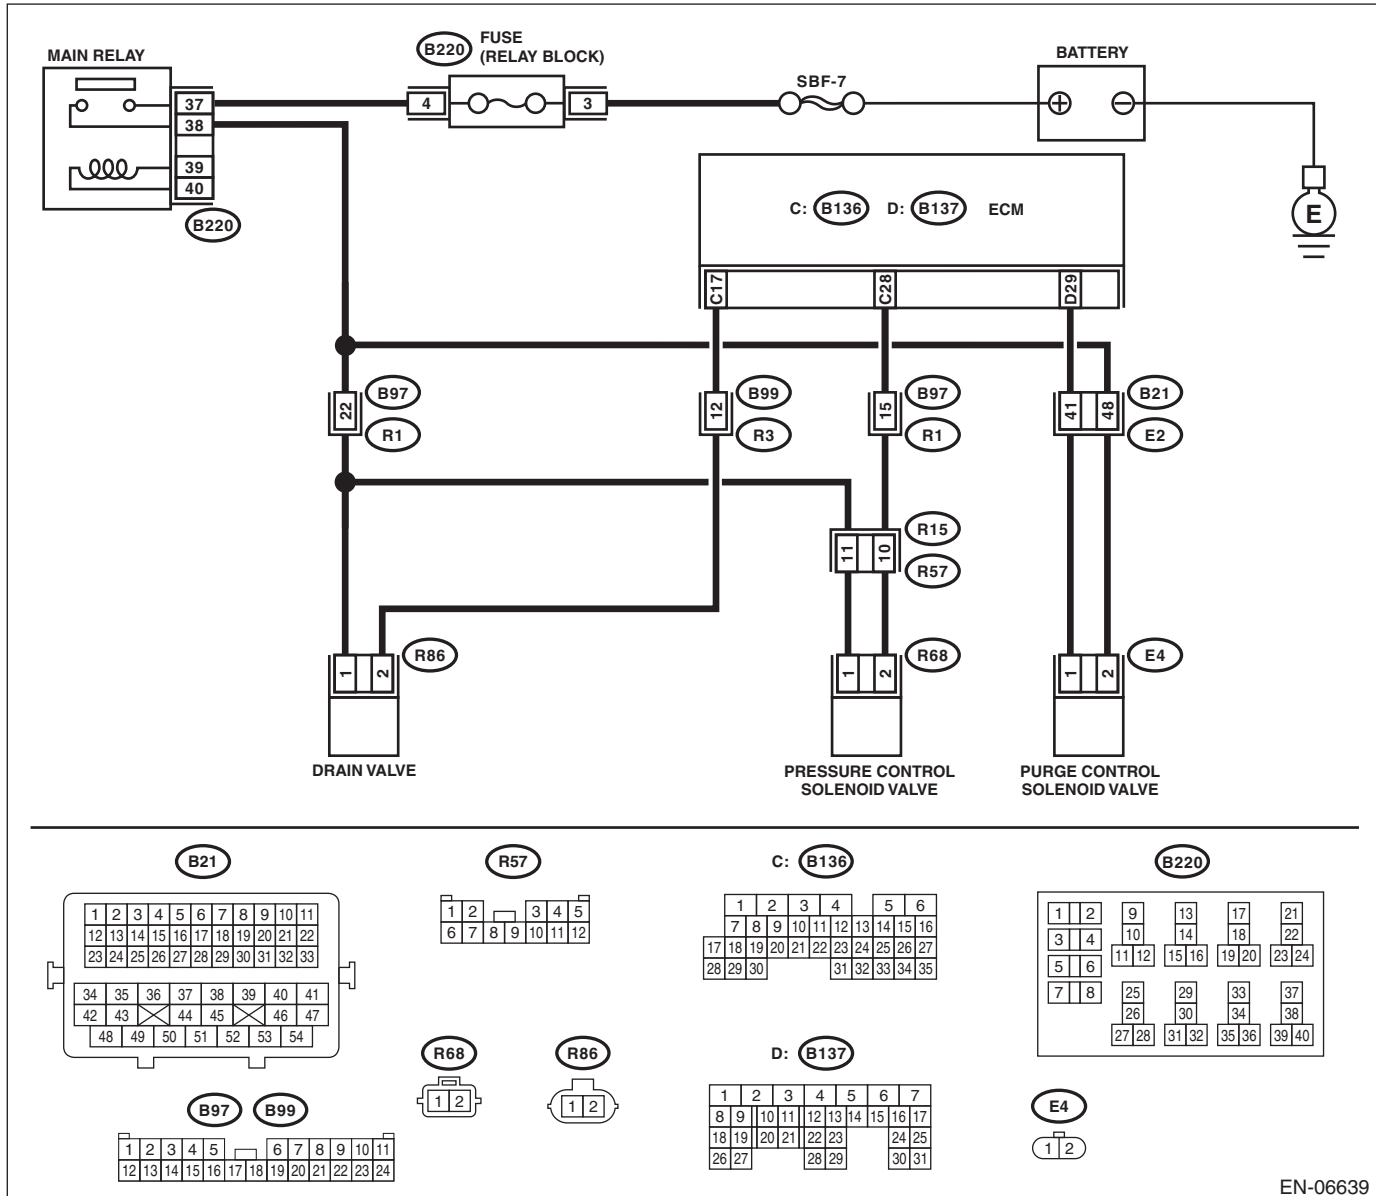 MAIN RELAY
B220
FUSE
(RELAY BLOCK)
SBF-7
BATTERY
37
38
39
40
4
3
B220
C: B136 D: B137 ECM
E
C17
C28
D29
22
B97
R1
12
B99
R3
15
B97
R1
41
48
B21
E2
11
10
R15
R57
1
2
R86
1
2
R68
1
2
E4
DRAIN VALVE
PRESSURE CONTROL
SOLENOID VALVE
PURGE CONTROL
SOLENOID VALVE
B21
1 2 3 4 5 6 7 8 9 10 11
12 13 14 15 16 17 18 19 20 21 22
23 24 25 26 27 28 29 30 31 32 33
34 35 36 37 38 39 40 41
42 43 44 45 46 47
48 49 50 51 52 53 54
R57
1 2 3 4 5
6 7 8 9 10 11 12
C: B136
1 2 3 4 5 6
7 8 9 10 11 12 13 14 15 16
17 18 19 20 21 22 23 24 25 26 27
28 29 30 31 32 33 34 35
B220
1 2 9 13 17 21
3 4 10 14 18 22
5 6 11 12 15 16 19 20 23 24
7 8 25 29 33 37
26 30 34 38
27 28 31 32 35 36 39 40
R68
1 2
R86
1 2
D: B137
1 2 3 4 5 6 7
8 9 10 11 12 13 14 15 16 17
18 19 20 21 22 23 24 25
26 27 28 29 30 31
B97 B99
1 2 3 4 5 6 7 8 9 10 11
12 13 14 15 16 17 18 19 20 21 22 23 24
E4
1 2
EN-06639